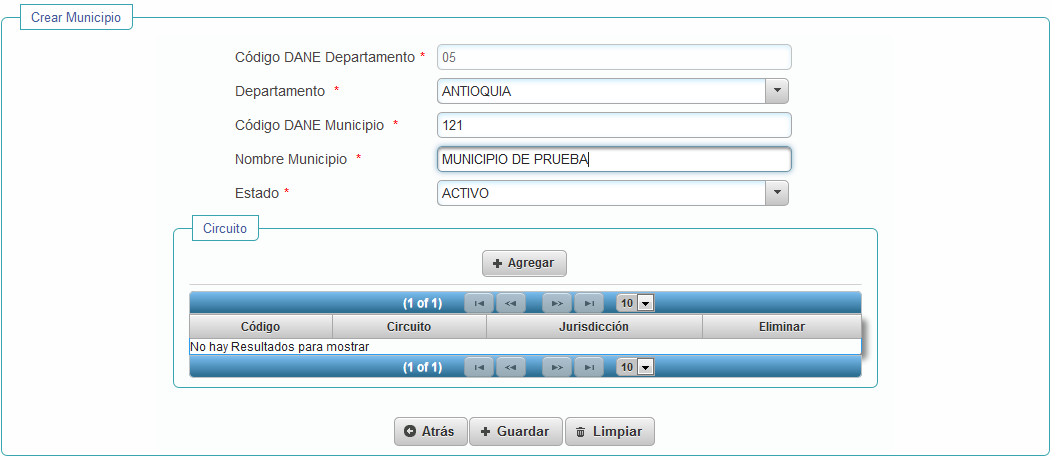 Crear Municipio
Código DANE Departamento * 05
Departamento * ANTIOQUIA
Código DANE Municipio * 121
Nombre Municipio * MUNICIPIO DE PRUEBA
Estado * ACTIVO
Circuito
Agregar
(1 of 1) 10
Código Circuito Jurisdicción Eliminar
No hay Resultados para mostrar
(1 of 1) 10
Atrás Guardar Limpiar